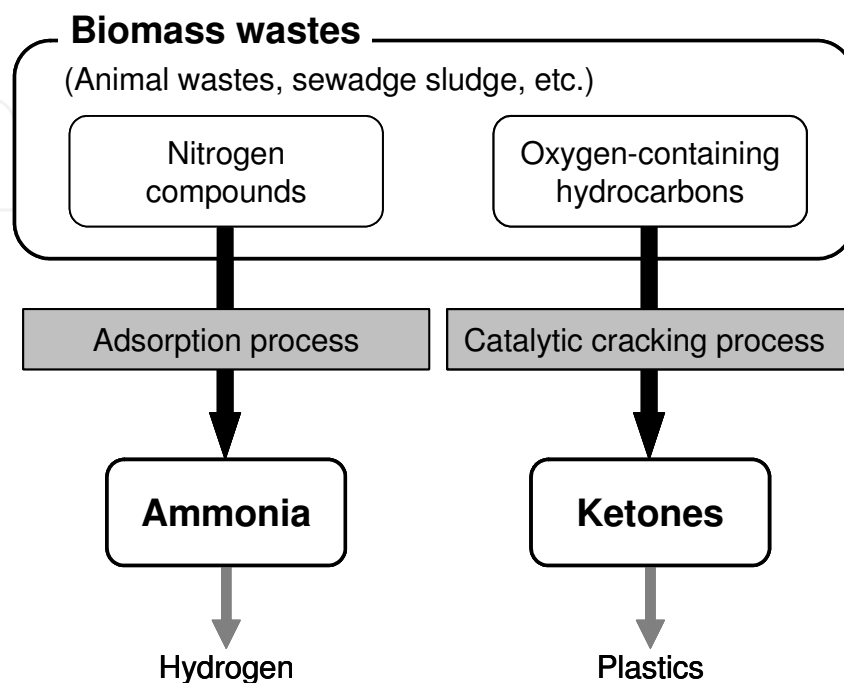 Biomass wastes
(Animal wastes, sewadge sludge, etc.)
Nitrogen
compounds
Oxygen-containing
hydrocarbons
Adsorption process
Catalytic cracking process
Ammonia
Ketones
Hydrogen
Plastics